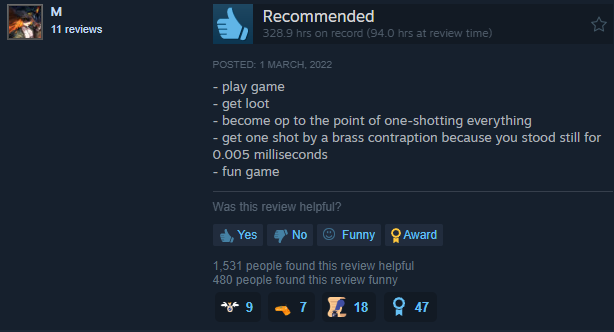 M
11 reviews
Recommended
328.9 hrs on record (94.0 hrs at review time)
POSTED: 1 MARCH, 2022
- play game
- get loot
- become op to the point of one-shotting everything
- get one shot by a brass contraption because you stood still for
0.005 milliseconds
- fun game
Was this review helpful?
Yes No Funny Award
1,531 people found this review helpful
480 people found this review funny
9 7 18 47